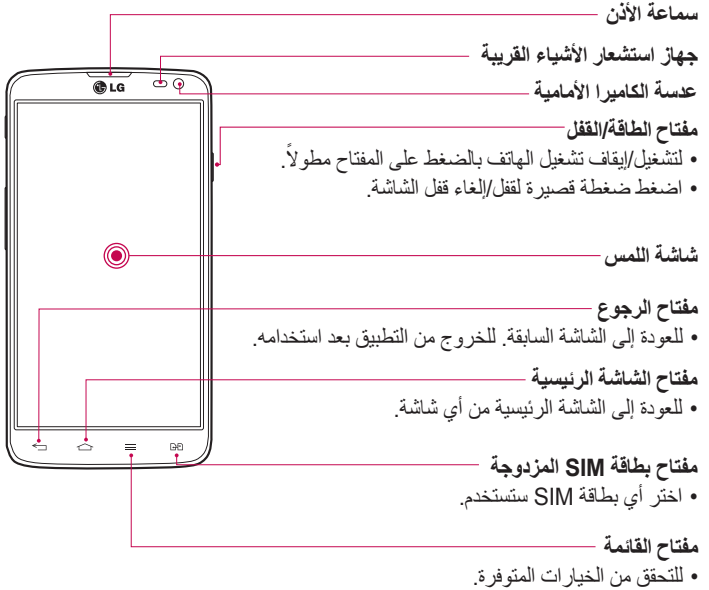 سماعة الأذن
جهاز استشعار الأشياء القريبة
عدسة الكاميرا الأمامية
مفتاح الطاقة/القفل
• لتشغيل/إيقاف تشغيل الهاتف بالضغط على المفتاح مطولاً.
• اضغط ضغطة قصيرة لقفل/إلغاء قفل الشاشة.
شاشة اللمس
مفتاح الرجوع
• للعودة إلى الشاشة السابقة. للخروج من التطبيق بعد استخدامه.
مفتاح الشاشة الرئيسية
• للعودة إلى الشاشة الرئيسية من أي شاشة.
مفتاح بطاقة SIM المزدوجة
• اختر أي بطاقة SIM ستستخدم.
مفتاح القائمة
• للتحقق من الخيارات المتوفرة.
LG